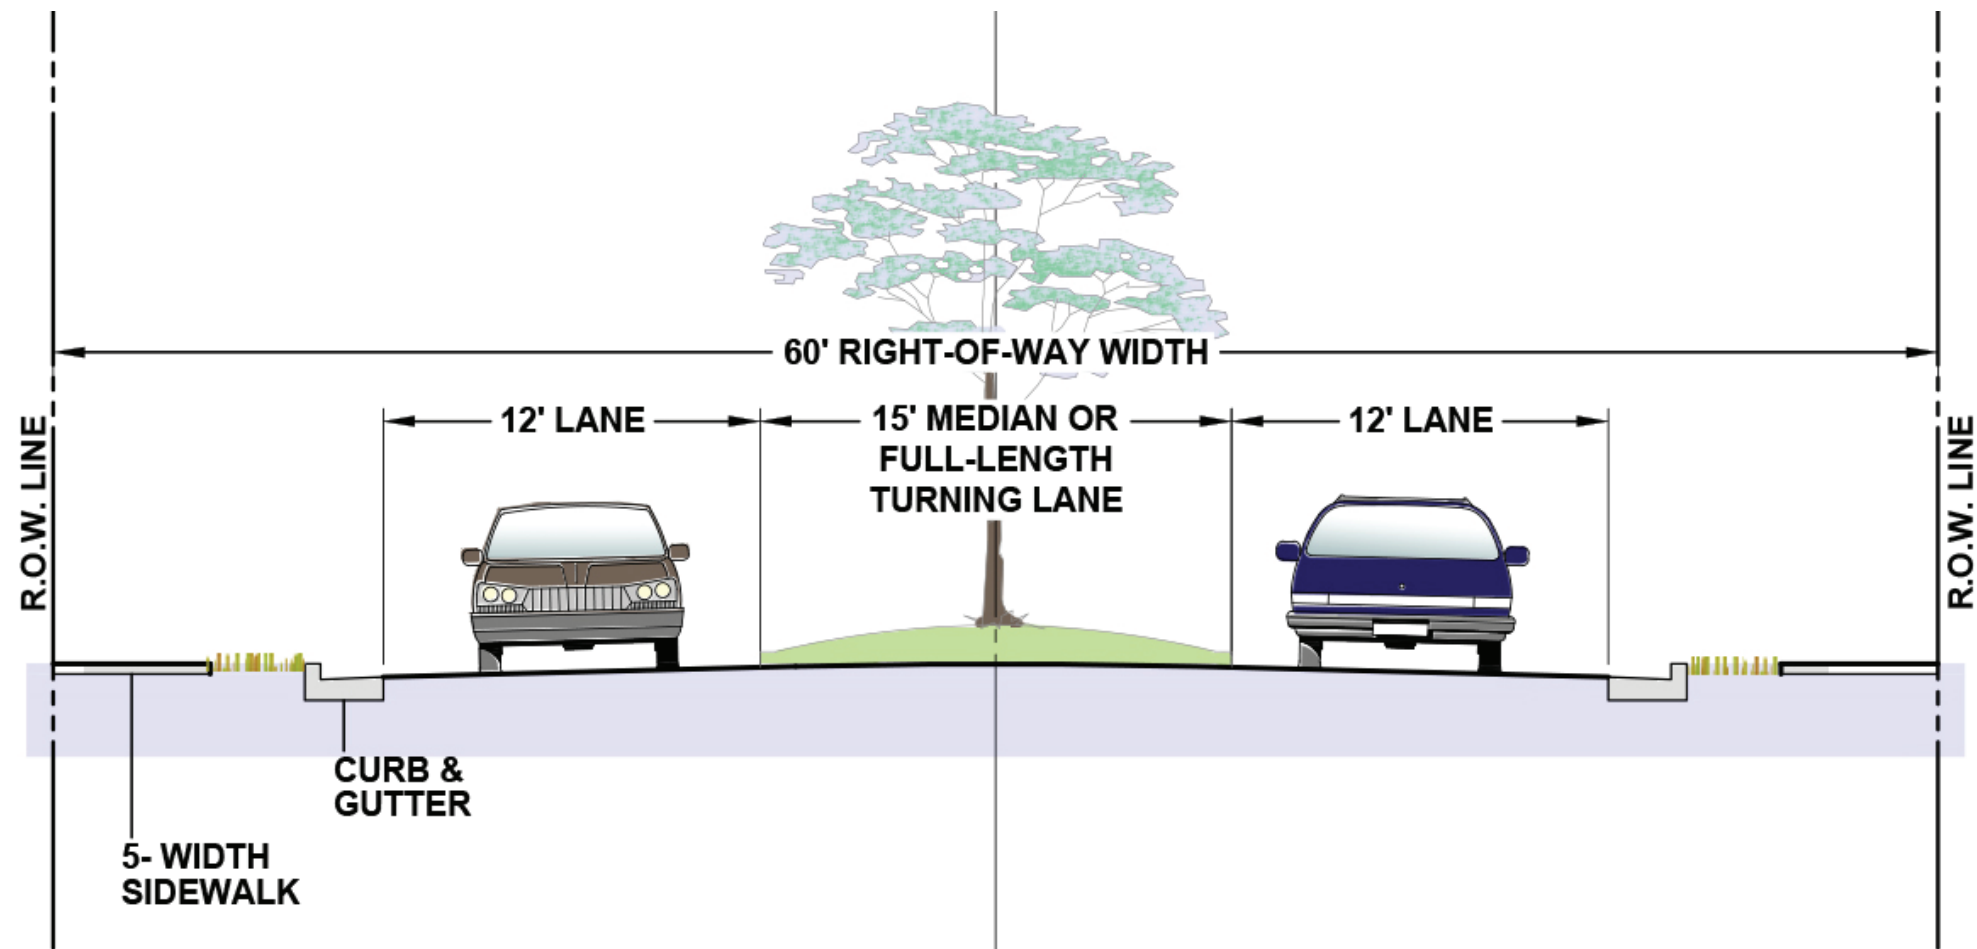 60' RIGHT-OF-WAY WIDTH
12' LANE
15' MEDIAN OR
FULL-LENGTH
TURNING LANE
12' LANE
R.O.W. LINE
R.O.W. LINE
CURB &
GUTTER
5- WIDTH
SIDEWALK